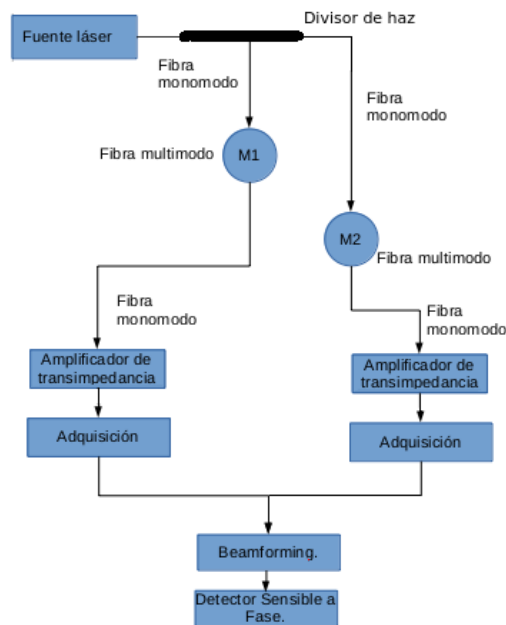 Divisor de haz
Fuente láser
Fibra
monomodo
Fibra
monomodo
Fibra multimodo
M1
M2
Fibra multimodo
Fibra
monomodo
Fibra
monomodo
Amplificador de
transimpedancia
Amplificador de
transimpedancia
Adquisición
Adquisición
Beamforming.
Detector Sensible a
Fase.